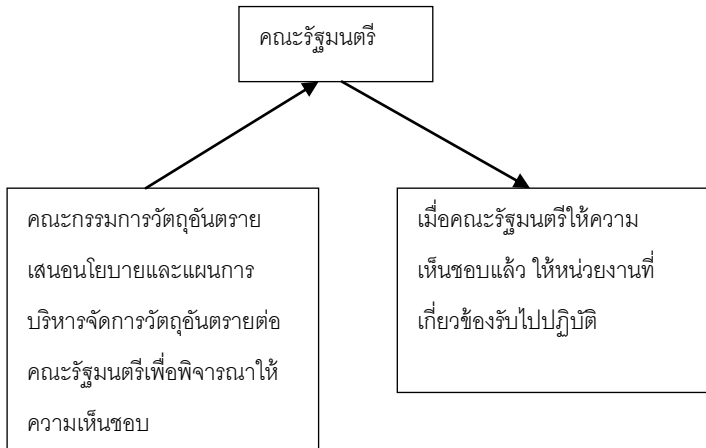 คณะรัฐมนตรี
คณะกรรมการวัตถุอันตราย
เสนอนโยบายและแผนการ
บริหารจัดการวัตถุอันตรายต่อ
คณะรัฐมนตรีเพื่อพิจารณาให้
ความเห็นชอบ
เมื่อคณะรัฐมนตรีให้ความ
เห็นชอบแล้ว ให้หน่วยงานที่
เกี่ยวข้องรับไปปฏิบัติ